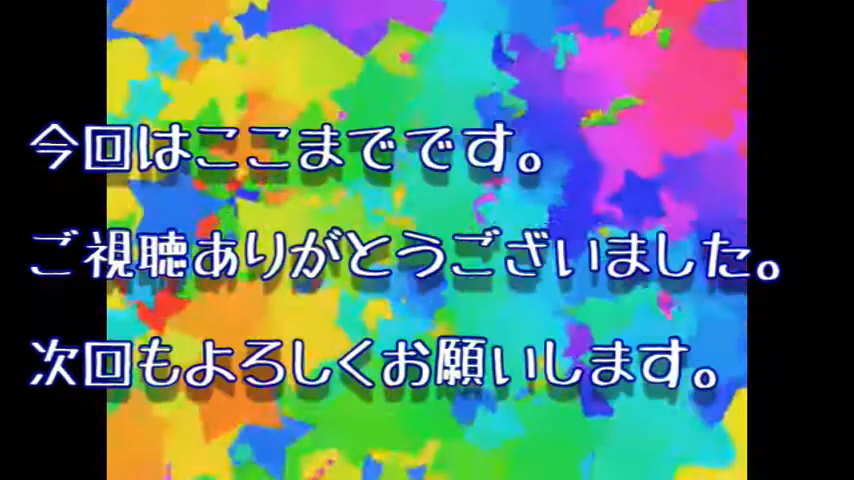 今回はここまでです。
ご視聴ありがとうございました。
次回もよろしくお願いします。